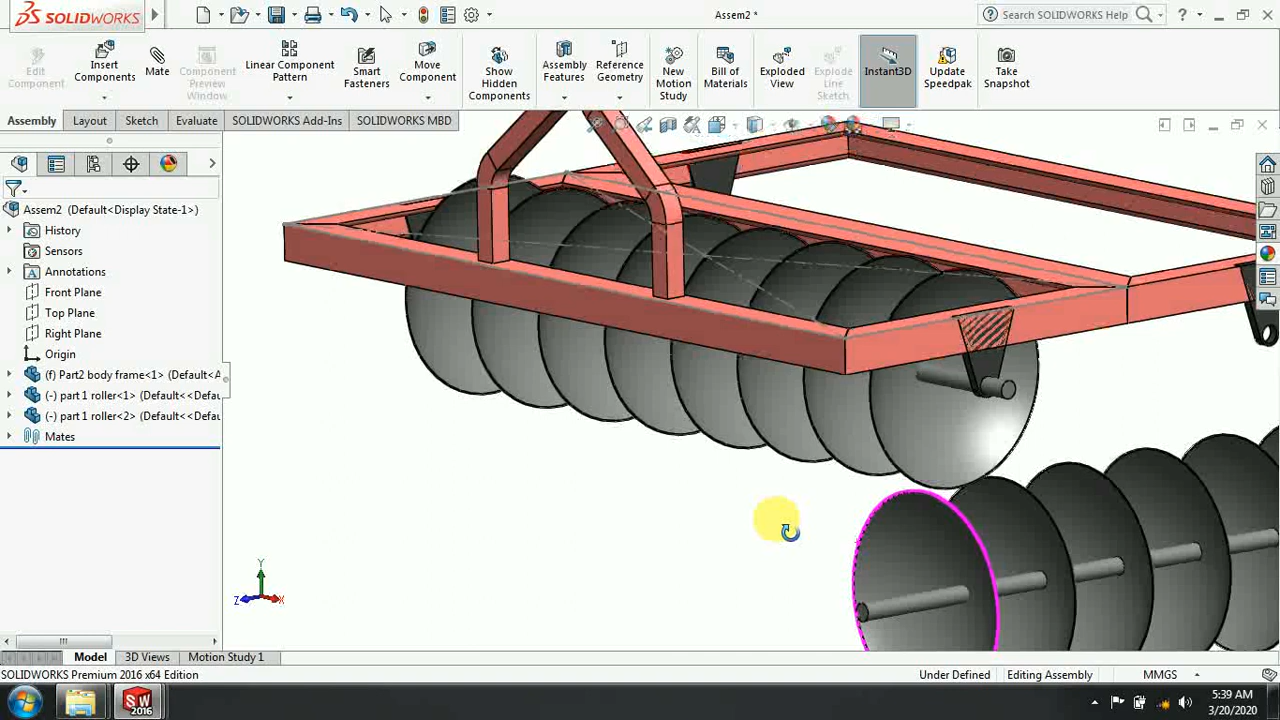 SOLIDWORKS
Assem2 *
Search SOLIDWORKS Help
?
Edit Component
Insert Components
Mate
Component Preview Window
Linear Component Pattern
Smart Fasteners
Move Component
Show Hidden Components
Assembly Features
Reference Geometry
New Motion Study
Bill of Materials
Exploded View
Explode Line Sketch
Instant3D
Update Speedpak
Take Snapshot
Assembly
Layout
Sketch
Evaluate
SOLIDWORKS Add-Ins
SOLIDWORKS MBD
Assem2 (Default<Display State-1>)
History
Sensors
Annotations
Front Plane
Top Plane
Right Plane
Origin
(f) Part2 body frame<1> (Default<A
(-) part 1 roller<1> (Default<<Defau
(-) part 1 roller<2> (Default<<Defau
Mates
Y
Z
X
Model
3D Views
Motion Study 1
SOLIDWORKS Premium 2016 x64 Edition
Under Defined
Editing Assembly
MMGS
SW
2016
5:39 AM
3/20/2020